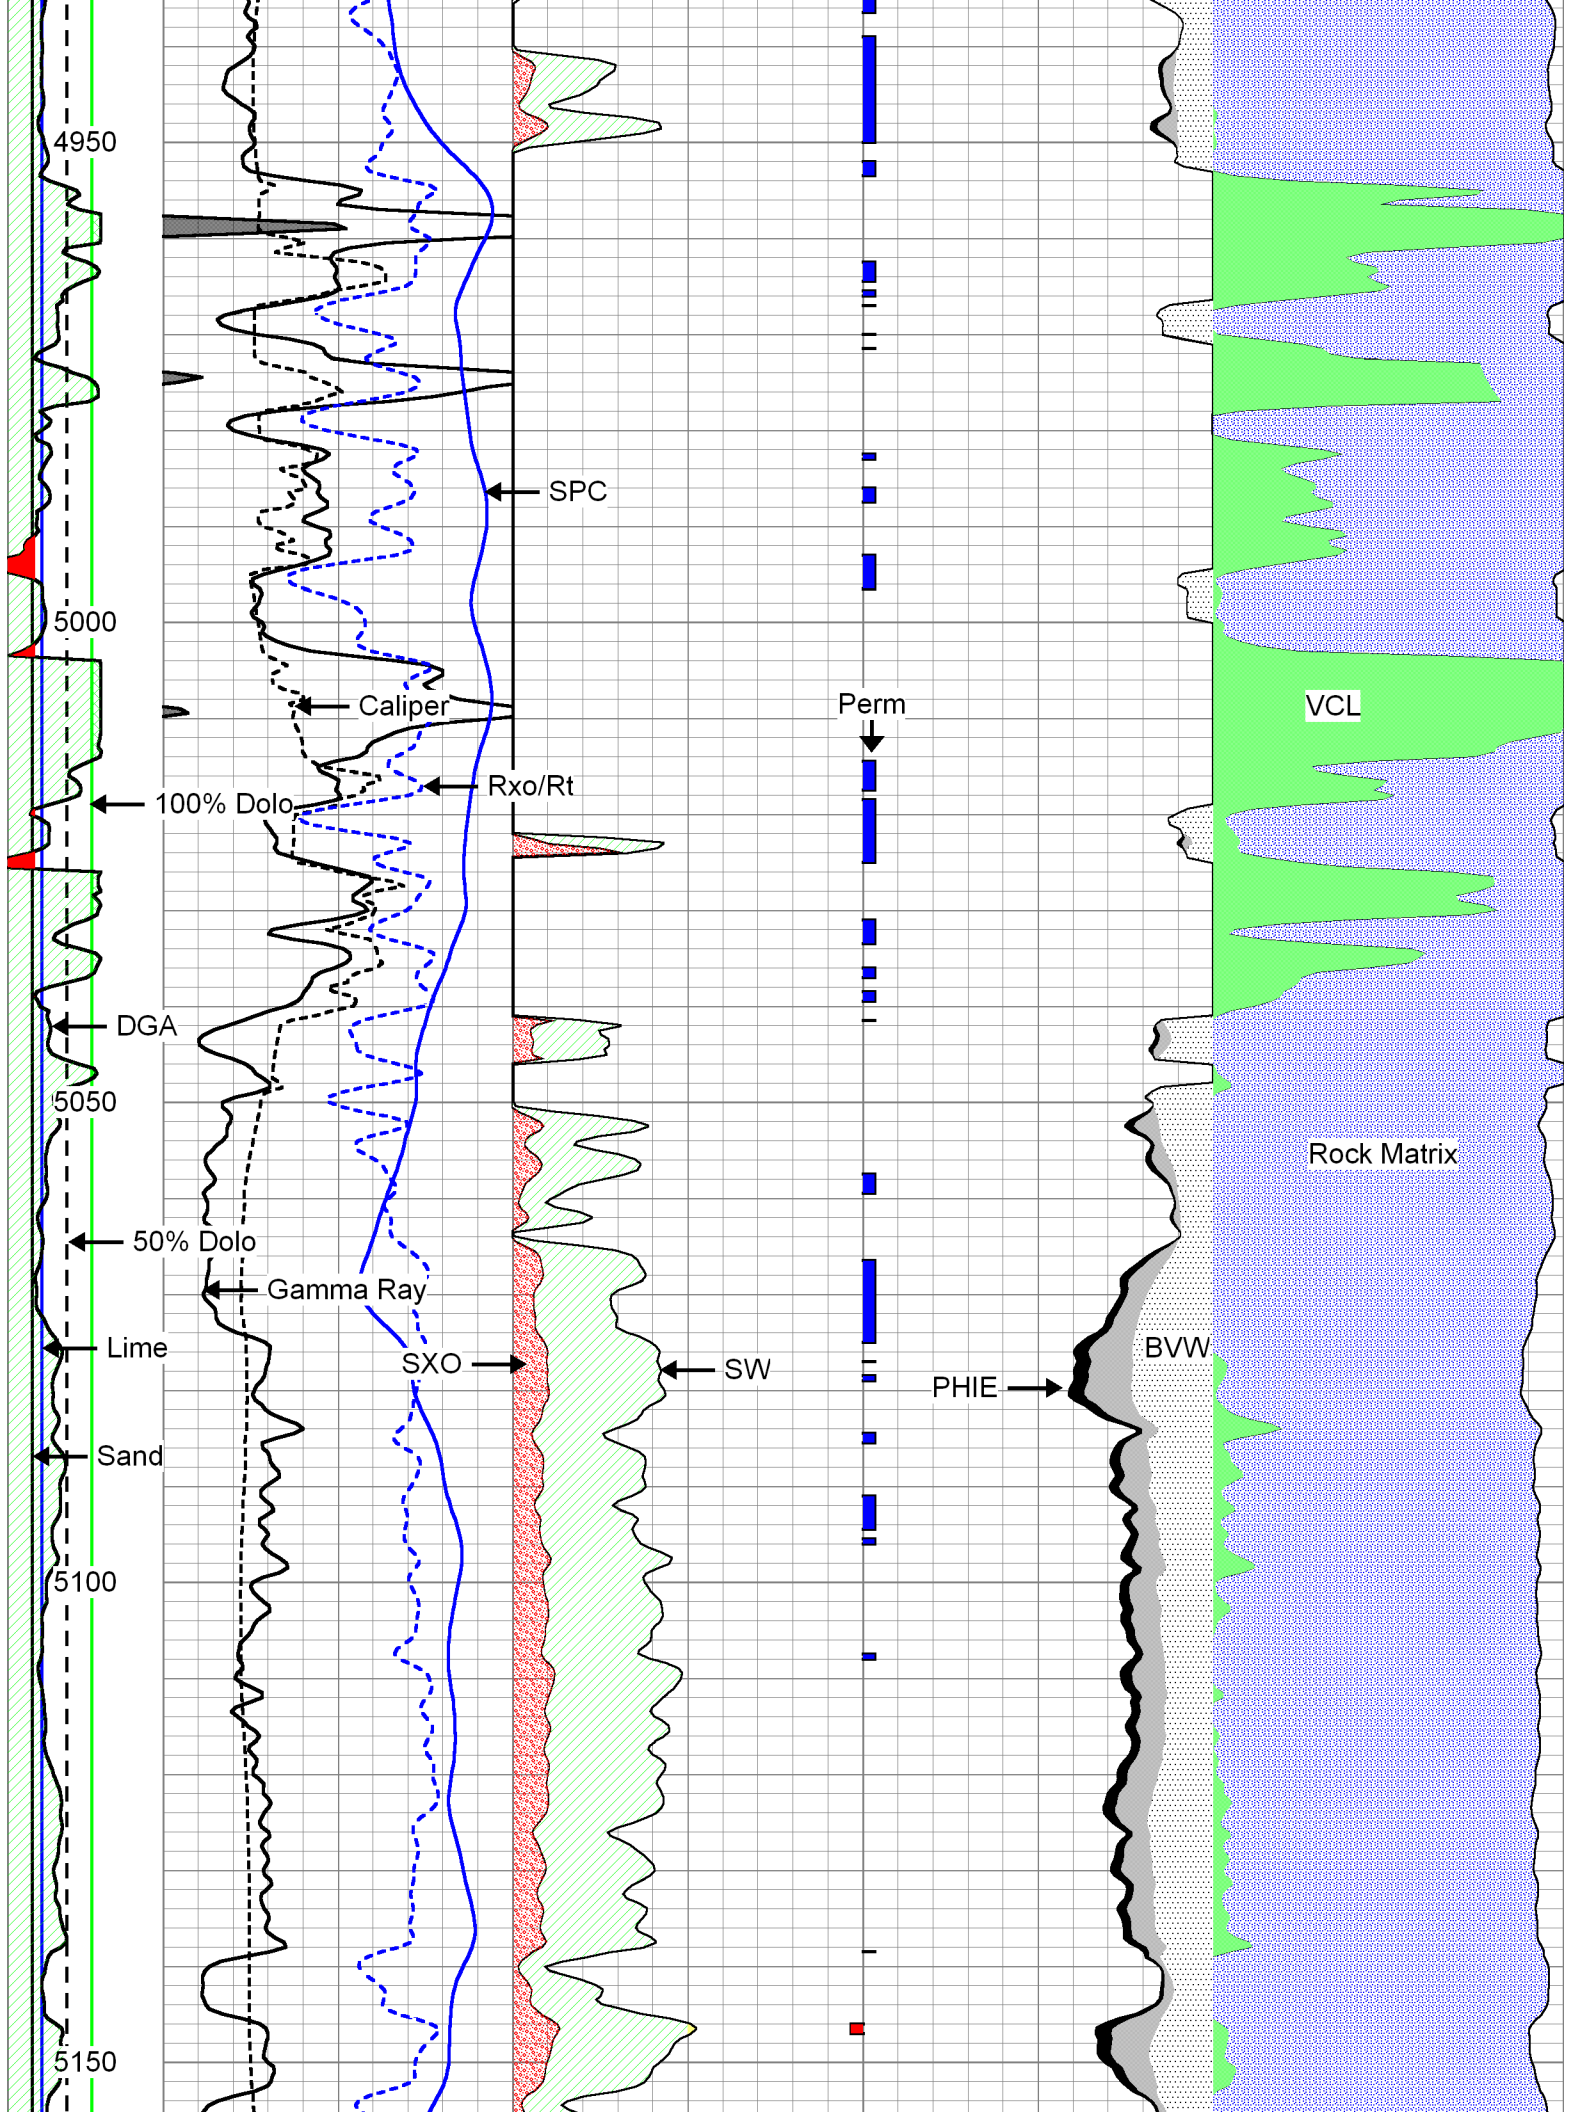 4950
SPC
5000
Caliper
Perm
VCL
Rxo/Rt
100% Dolo
DGA
5050
Rock Matrix
50% Dolo
Gamma Ray
Lime
BVW
SXO
SW
PHIE
Sand
5100
5150